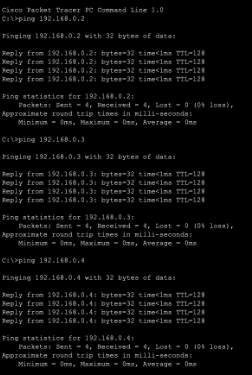 Cisco Packet Tracer PC Command Line 1.0
C:\>ping 192.168.0.2
Pinging 192.168.0.2 with 32 bytes of data:
Reply from 192.168.0.2: bytes=32 time<1ms TTL=128
Reply from 192.168.0.2: bytes=32 time<1ms TTL=128
Reply from 192.168.0.2: bytes=32 time<1ms TTL=128
Reply from 192.168.0.2: bytes=32 time<1ms TTL=128
Ping statistics for 192.168.0.2:
Packets: Sent = 4, Received = 4, Lost = 0 (0% loss),
Approximate round trip times in milli-seconds:
Minimum = 0ms, Maximum = 0ms, Average = 0ms
C:\>ping 192.168.0.3
Pinging 192.168.0.3 with 32 bytes of data:
Reply from 192.168.0.3: bytes=32 time<1ms TTL=128
Reply from 192.168.0.3: bytes=32 time<1ms TTL=128
Reply from 192.168.0.3: bytes=32 time<1ms TTL=128
Reply from 192.168.0.3: bytes=32 time<1ms TTL=128
Ping statistics for 192.168.0.3:
Packets: Sent = 4, Received = 4, Lost = 0 (0% loss),
Approximate round trip times in milli-seconds:
Minimum = 0ms, Maximum = 0ms, Average = 0ms
C:\>ping 192.168.0.4
Pinging 192.168.0.4 with 32 bytes of data:
Reply from 192.168.0.4: bytes=32 time<1ms TTL=128
Reply from 192.168.0.4: bytes=32 time<1ms TTL=128
Reply from 192.168.0.4: bytes=32 time<1ms TTL=128
Reply from 192.168.0.4: bytes=32 time<1ms TTL=128
Ping statistics for 192.168.0.4:
Packets: Sent = 4, Received = 4, Lost = 0 (0% loss),
Approximate round trip times in milli-seconds:
Minimum = 0ms, Maximum = 0ms, Average = 0ms